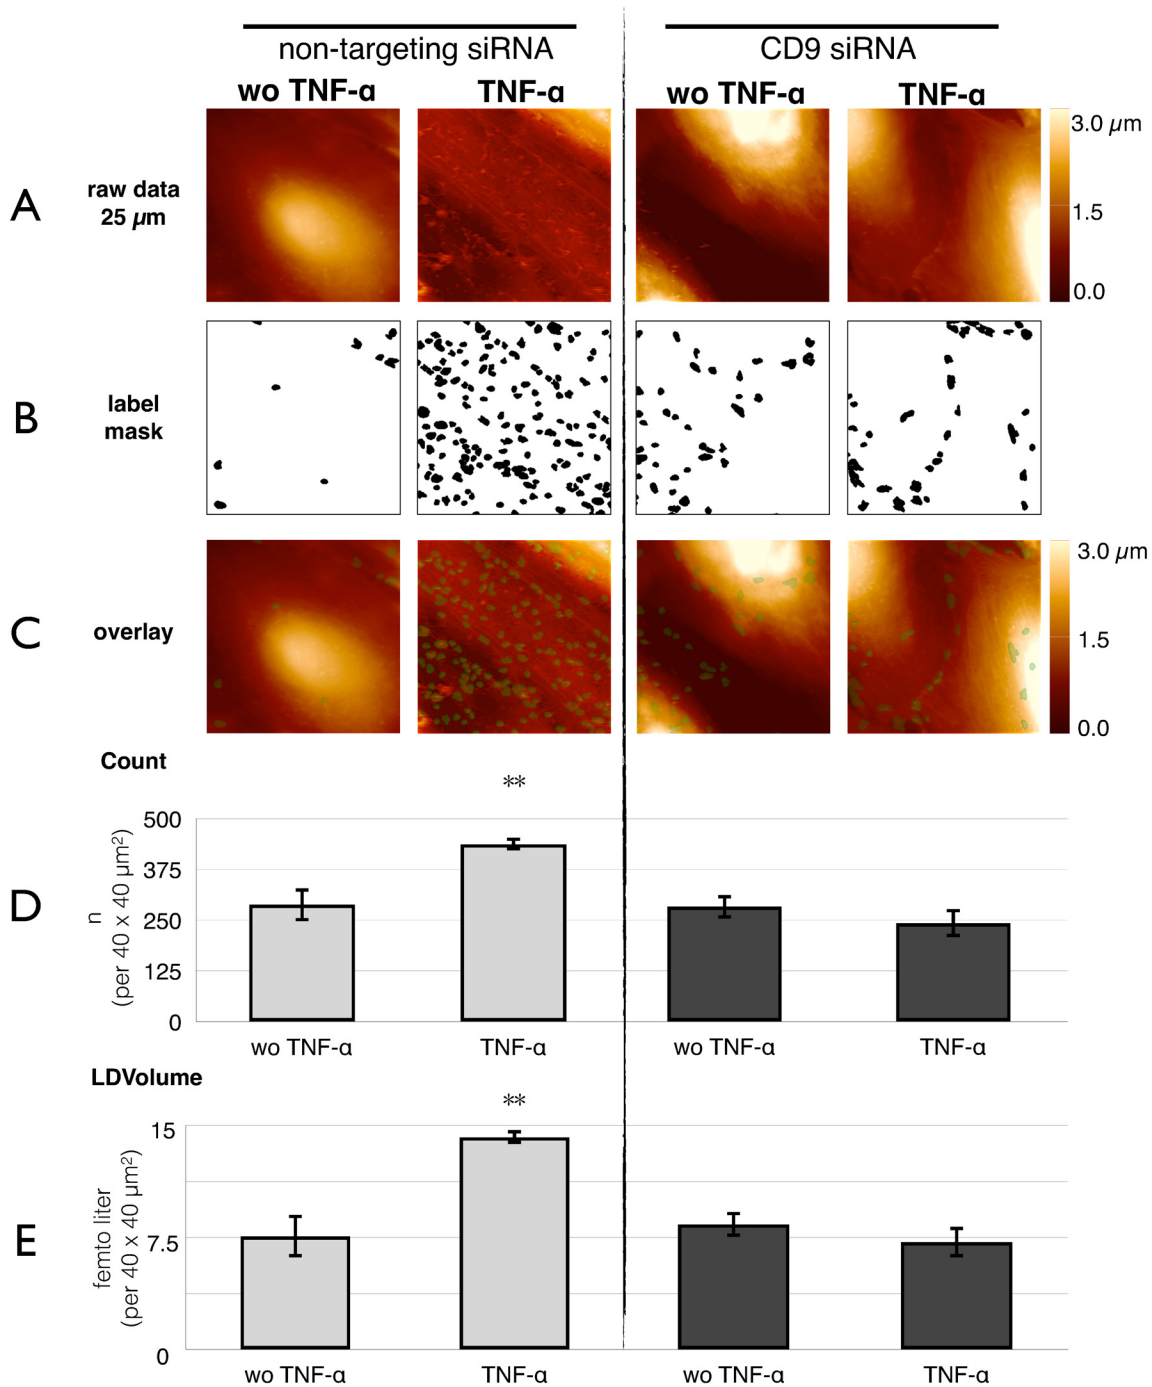 non-targeting siRNA
CD9 siRNA
wo TNF-ɑ
TNF-ɑ
wo TNF-ɑ
TNF-ɑ
A
raw data
25 µm
3.0 µm
1.5
0.0
B
label
mask
C
overlay
3.0 µm
1.5
0.0
Count
**
D
n
(per 40 x 40 µm²)
500
375
250
125
0
wo TNF-ɑ
TNF-ɑ
wo TNF-ɑ
TNF-ɑ
LDVolume
**
E
femto liter
(per 40 x 40 µm²)
15
7.5
0
wo TNF-ɑ
TNF-ɑ
wo TNF-ɑ
TNF-ɑ